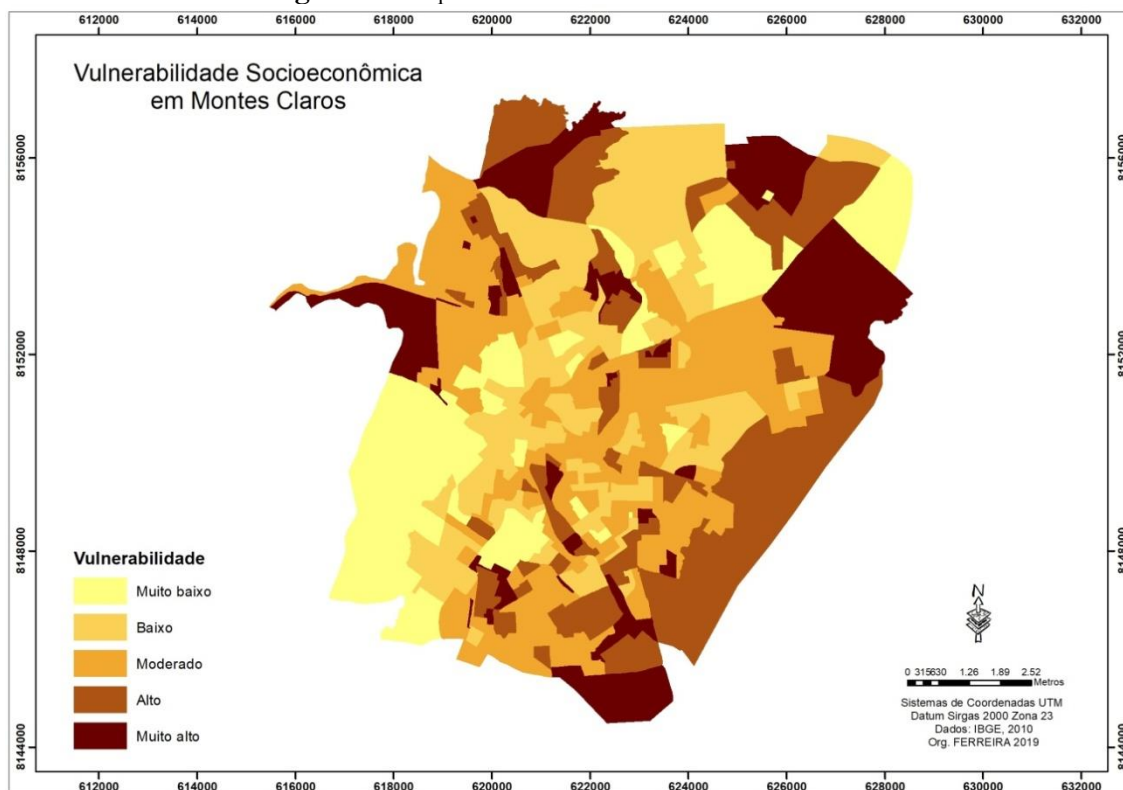 612000 614000 616000 618000 620000 622000 624000 626000 628000 630000 632000
Vulnerabilidade Socioeconômica
em Montes Claros
8156000 8156000
8152000 8152000
8148000 8148000
8144000 8144000
Vulnerabilidade
Muito baixo
Baixo
Moderado
Alto
Muito alto
N
0 315630 1.26 1.89 2.52
Metros
Sistemas de Coordenadas UTM
Datum Sirgas 2000 Zona 23
Dados: IBGE, 2010
Org. FERREIRA 2019
612000 614000 616000 618000 620000 622000 624000 626000 628000 630000 632000